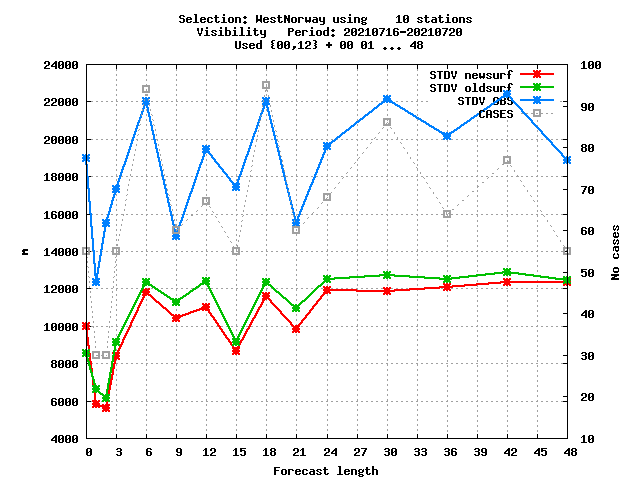 Selection: WestNorway using    10 stations
Visibility   Period: 20210716-20210720
Used {00,12} + 00 01 ... 48
24000
22000
20000
18000
16000
14000
12000
10000
8000
6000
4000
100
90
80
70
60
50
40
30
20
10
STDV newsurf
STDV oldsurf
STDV OBS
CASES
m
No cases
0 3 6 9 12 15 18 21 24 27 30 33 36 39 42 45 48
Forecast length